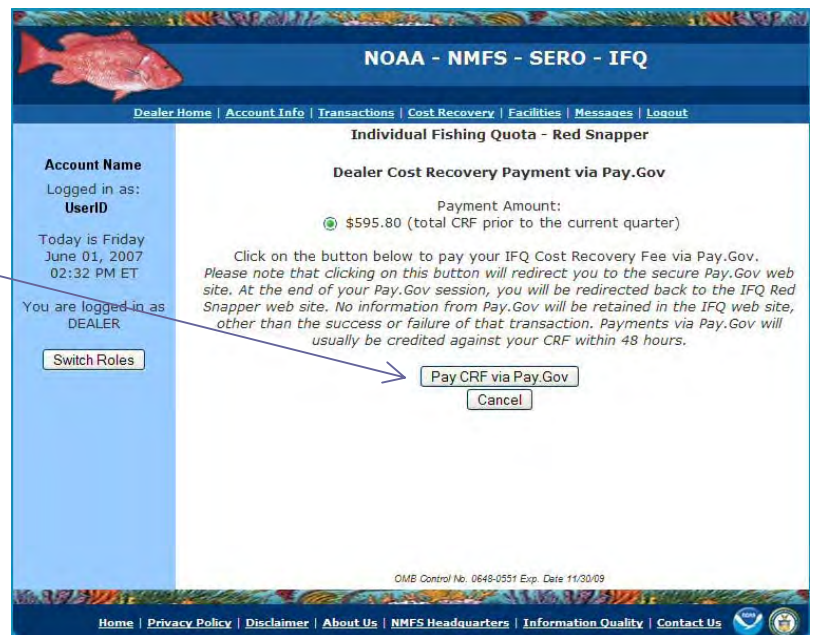 NOAA - NMFS - SERO - IFQ
Dealer Home | Account Info | Transactions | Cost Recovery | Facilities | Messages | Logout
Account Name
Logged in as:
UserID
Today is Friday
June 01, 2007
02:32 PM ET
You are logged in as
DEALER
Switch Roles
Individual Fishing Quota - Red Snapper
Dealer Cost Recovery Payment via Pay.Gov
Payment Amount:
$595.80 (total CRF prior to the current quarter)
Click on the button below to pay your IFQ Cost Recovery Fee via Pay.Gov.
Please note that clicking on this button will redirect you to the secure Pay.Gov web
site. At the end of your Pay.Gov session, you will be redirected back to the IFQ Red
Snapper web site. No information from Pay.Gov will be retained in the IFQ web site,
other than the success or failure of that transaction. Payments via Pay.Gov will
usually be credited against your CRF within 48 hours.
Pay CRF via Pay.Gov
Cancel
OMB Control No. 0648-0551 Exp. Date 11/30/09
Home | Privacy Policy | Disclaimer | About Us | NMFS Headquarters | Information Quality | Contact Us